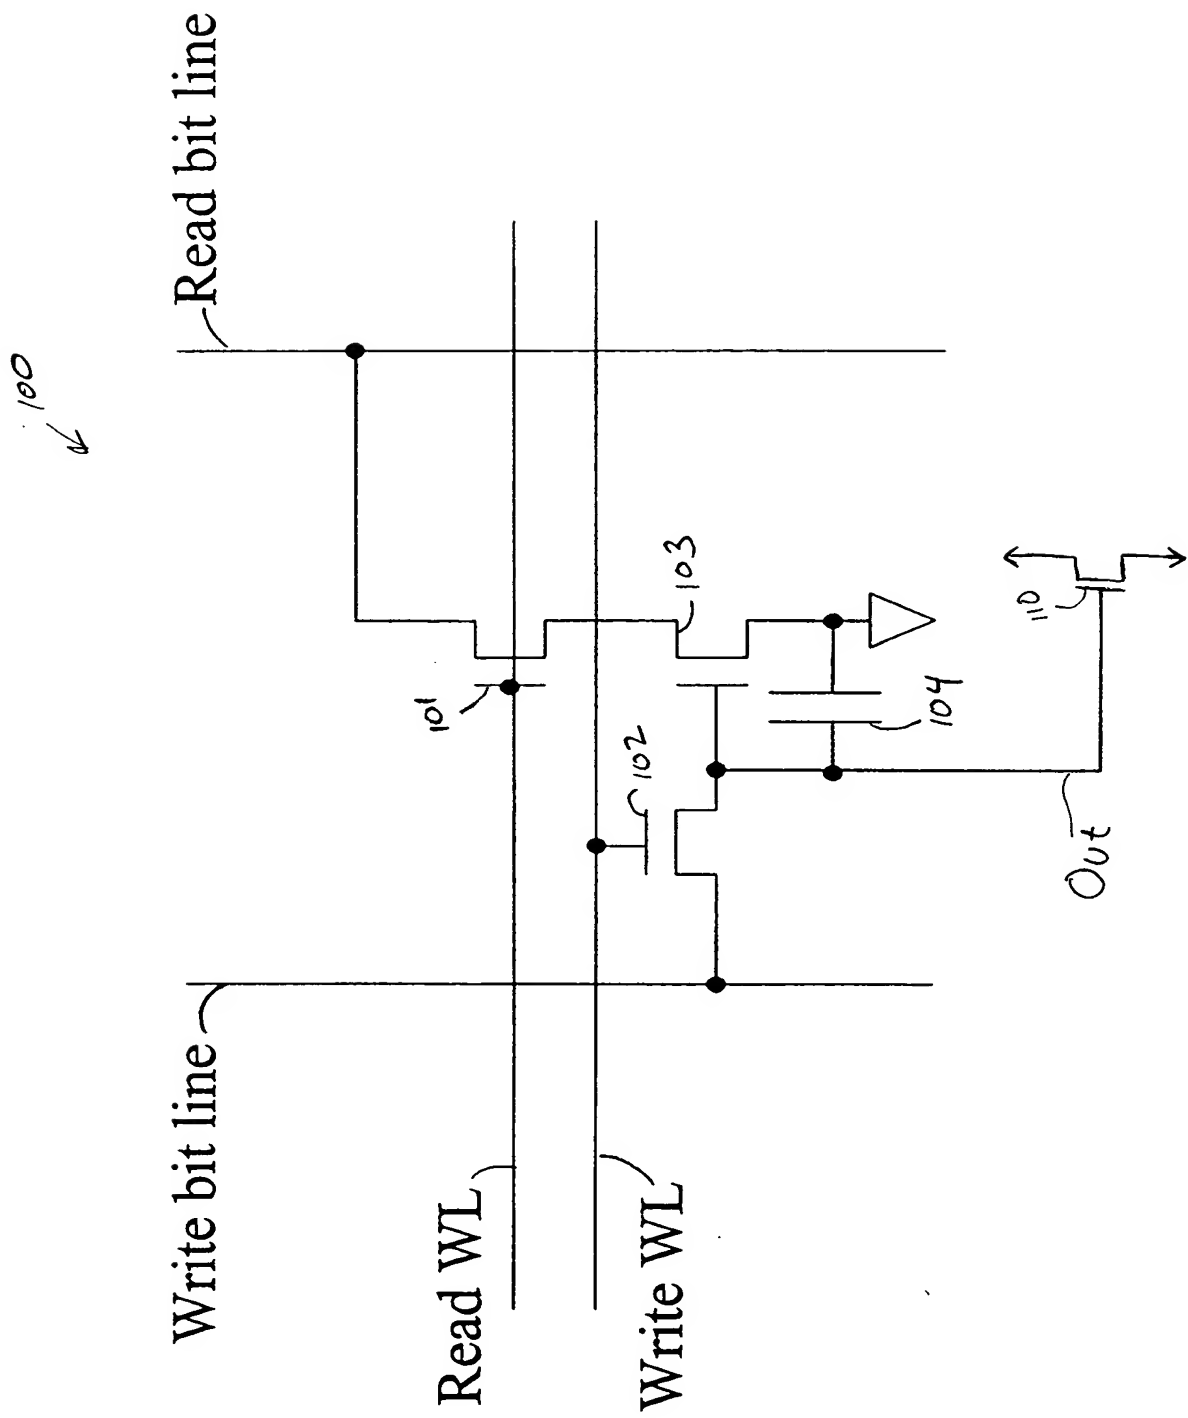 100
Write bit line
Read bit line
Read WL
Write WL
101
102
103
104
Out
110